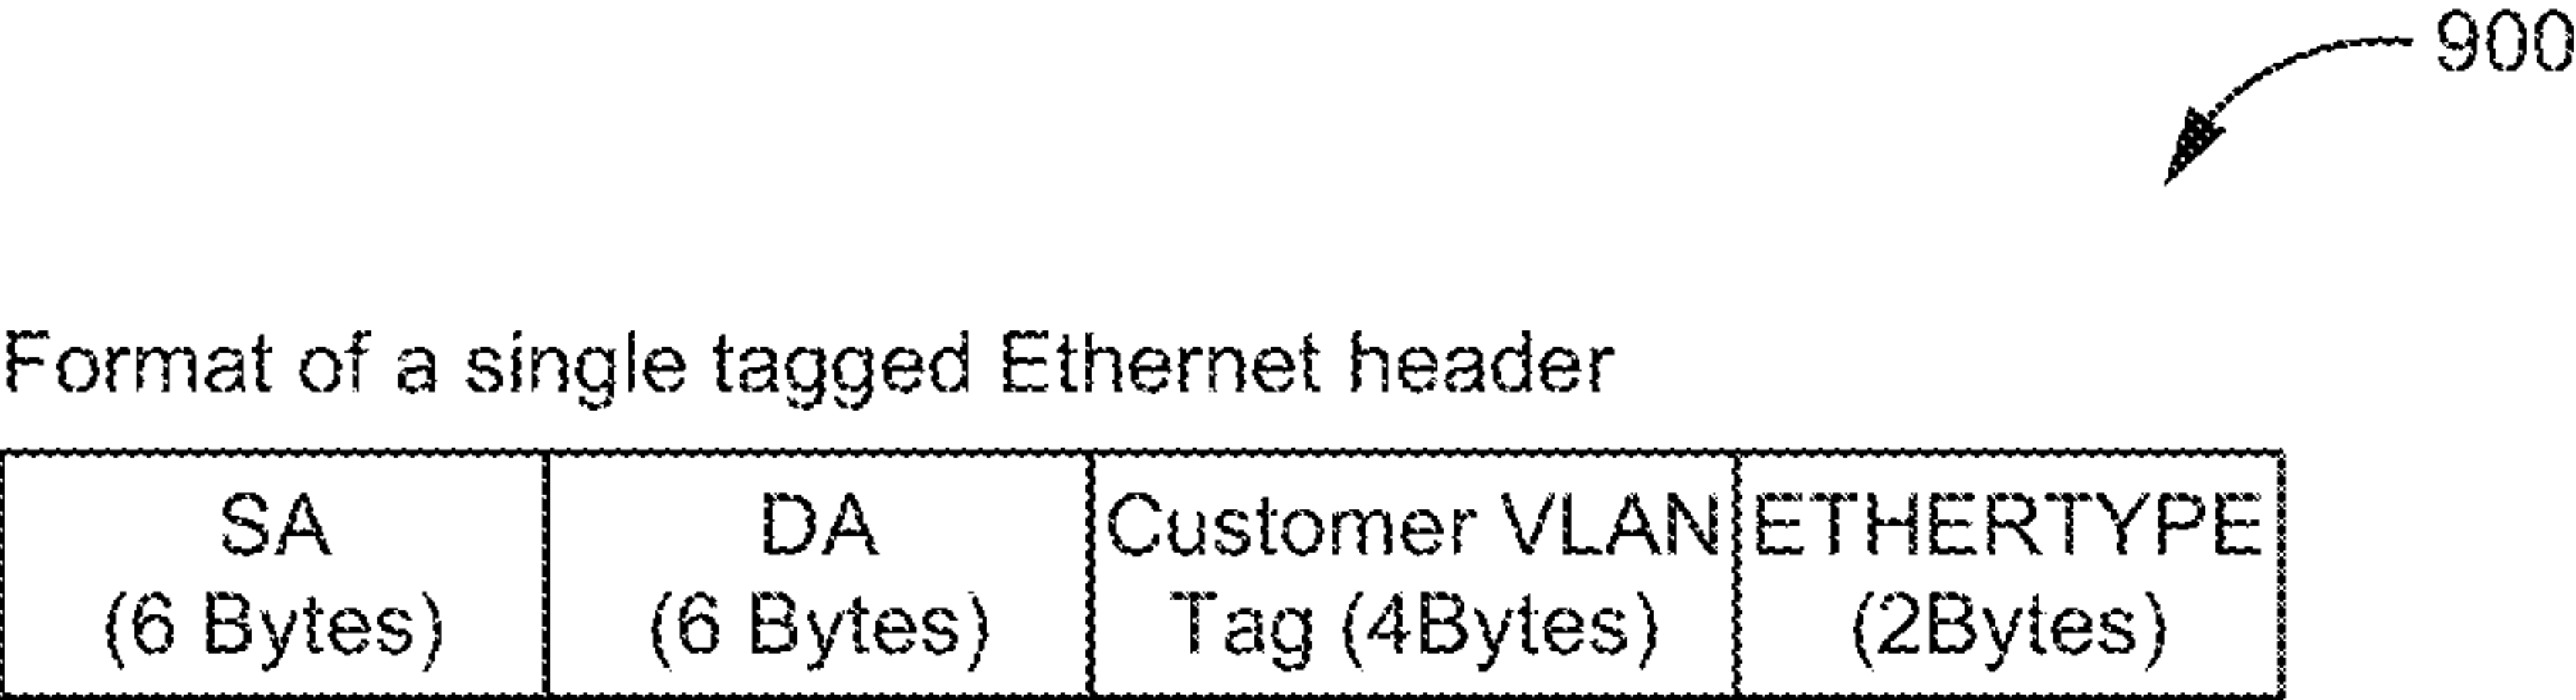 900
Format of a single tagged Ethernet header
SA
(6 Bytes)
DA
(6 Bytes)
Customer VLAN
Tag (4Bytes)
ETHERTYPE
(2Bytes)